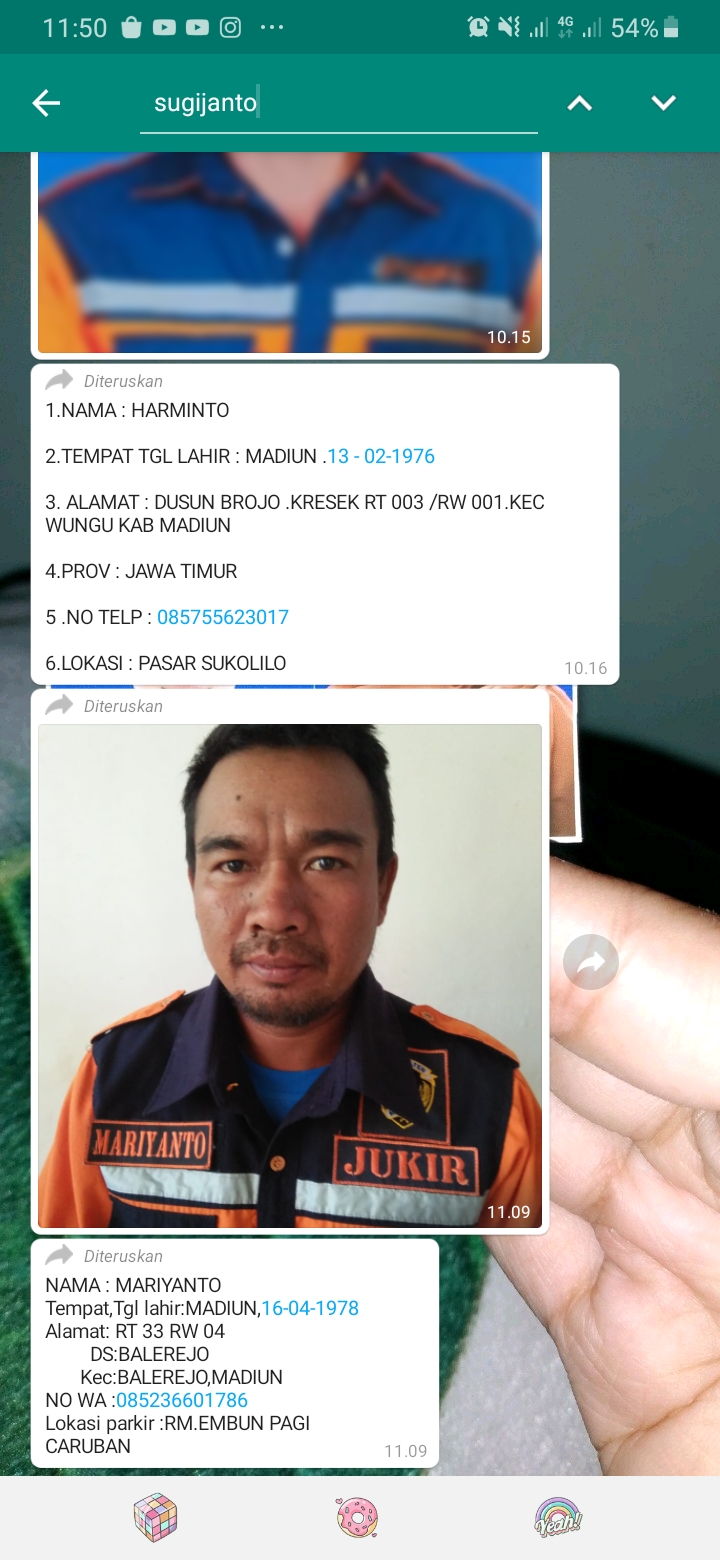 11:50 ... 4G 54%
sugijanto
10.15
Diteruskan
1.NAMA : HARMINTO
2.TEMPAT TGL LAHIR : MADIUN .13 - 02-1976
3. ALAMAT : DUSUN BROJO .KRESEK RT 003 /RW 001.KEC
WUNGU KAB MADIUN
4.PROV : JAWA TIMUR
5 .NO TELP : 085755623017
6.LOKASI : PASAR SUKOLILO
10.16
Diteruskan
MARIYANTO
JUKIR
11.09
Diteruskan
NAMA : MARIYANTO
Tempat,Tgl lahir:MADIUN,16-04-1978
Alamat: RT 33 RW 04
DS:BALEREJO
Kec:BALEREJO,MADIUN
NO WA :085236601786
Lokasi parkir :RM.EMBUN PAGI
CARUBAN
11.09
Yeah!